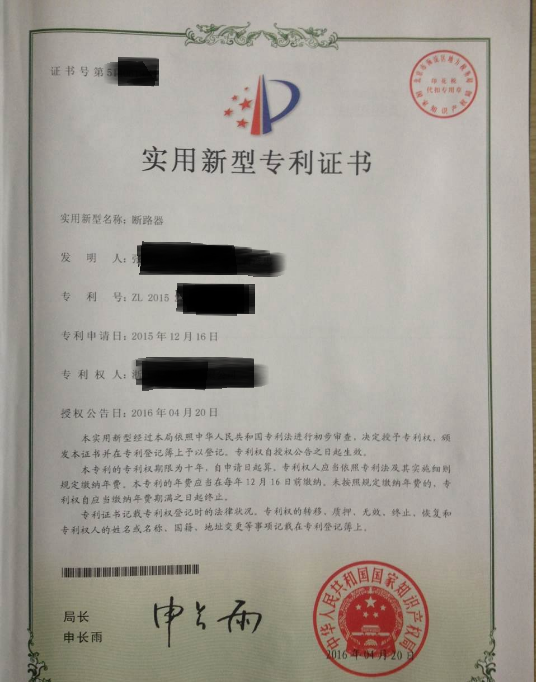 证书号第5
实用新型专利证书
实用新型名称:断路器
发 明 人:
专 利 号:ZL 2015
专利申请日:2015年12月16日
专 利 权 人:
授权公告日:2016年04月20日
本实用新型经过本局依照中华人民共和国专利法进行初步审查,决定授予专利权,颁
发本证书并在专利登记簿上予以登记。专利权自授权公告之日起生效。
本专利的专利权期限为十年,自申请日起算。专利权人应当依照专利法及其实施细则
规定缴纳年费。本专利的年费应当在每年12月16日前缴纳。未按照规定缴纳年费的,专
利权自应当缴纳年费期满之日起终止。
专利证书记载专利权登记时的法律状况。专利权的转移、质押、无效、终止、恢复和
专利权人的姓名或名称、国籍、地址变更等事项记载在专利登记簿上。
局长
申长雨
申长雨
中华人民共和国国家知识产权局
2016年04月20日